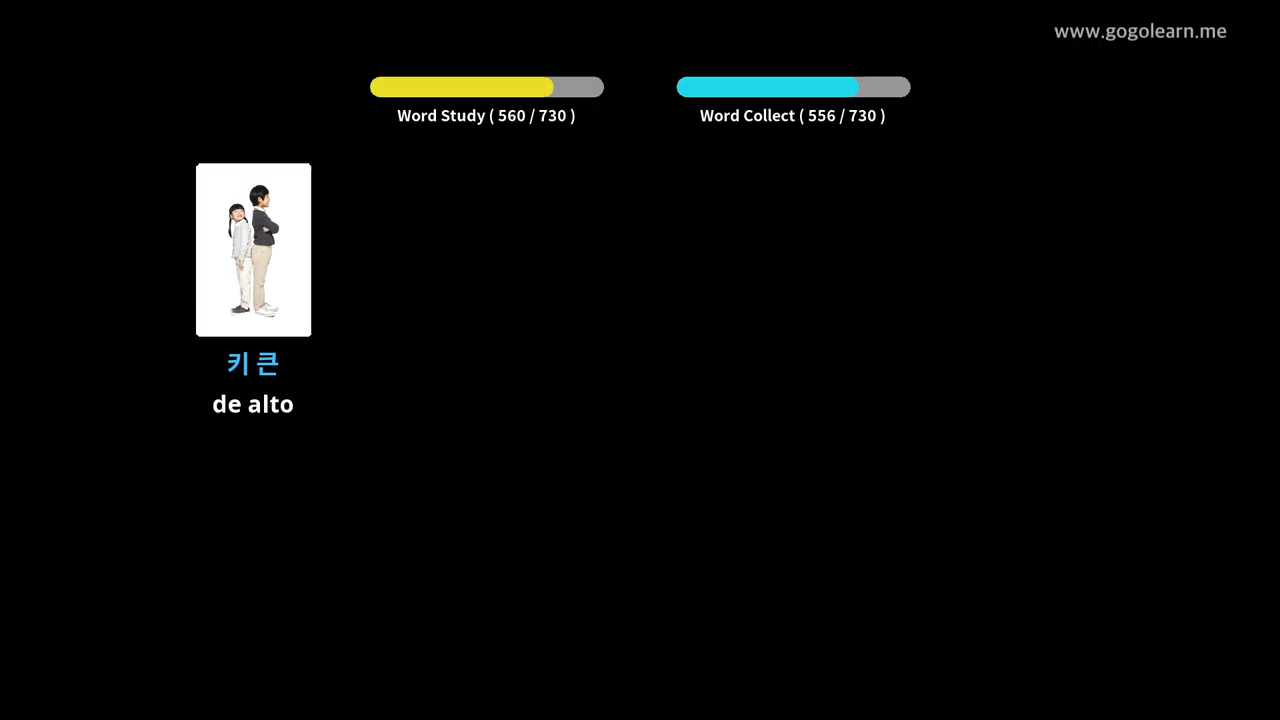 www.gogolearn.me
Word Study ( 560 / 730 )
Word Collect ( 556 / 730 )
키 큰
de alto